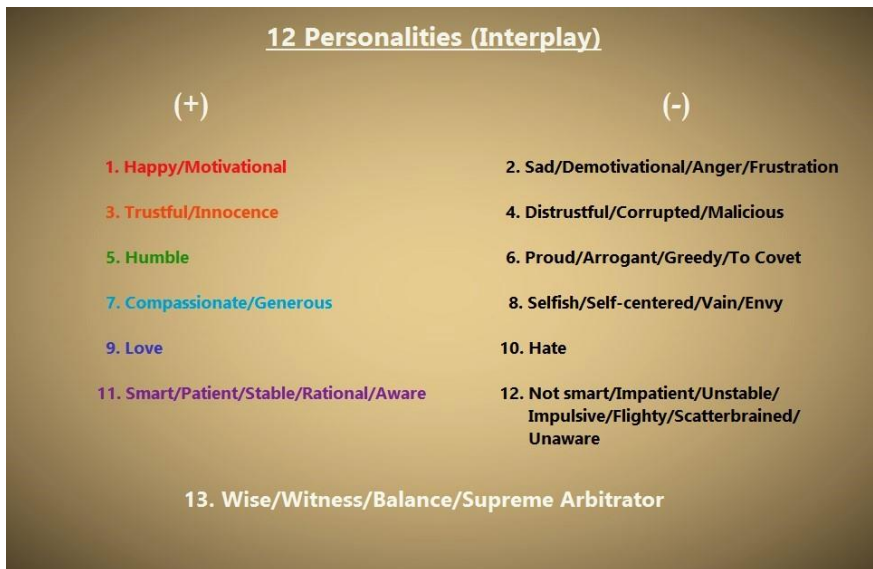 12 Personalities (Interplay)
(+) (-)
1. Happy/Motivational 2. Sad/Demotivational/Anger/Frustration
3. Trustful/Innocence 4. Distrustful/Corrupted/Malicious
5. Humble 6. Proud/Arrogant/Greedy/To Covet
7. Compassionate/Generous 8. Selfish/Self-centered/Vain/Envy
9. Love 10. Hate
11. Smart/Patient/Stable/Rational/Aware 12. Not smart/Impatient/Unstable/
Impulsive/Flighty/Scatterbrained/
Unaware
13. Wise/Witness/Balance/Supreme Arbitrator